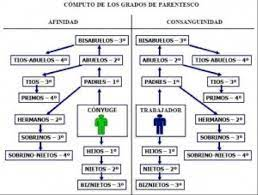 CÓMPUTO DE LOS GRADOS DE PARENTESCO
AFINIDAD
CONSANGUINIDAD
BISABUELOS – 3º
BISABUELOS – 3º
TIOS-ABUELOS – 4º
ABUELOS – 2º
ABUELOS – 2º
TIOS-ABUELOS – 4º
TIOS – 3º
PADRES – 1º
PADRES – 1º
TIOS – 3º
PRIMOS – 4º
PRIMOS – 4º
CÓNYUGE
TRABAJADOR
HERMANOS – 2º
HERMANOS – 2º
SOBRINOS – 3º
HIJOS – 1º
HIJOS – 1º
SOBRINOS – 3º
SOBRINO-NIETOS – 4º
NIETOS – 2º
NIETOS – 2º
SOBRINO-NIETOS – 4º
BIZNIETOS – 3º
BIZNIETOS – 3º